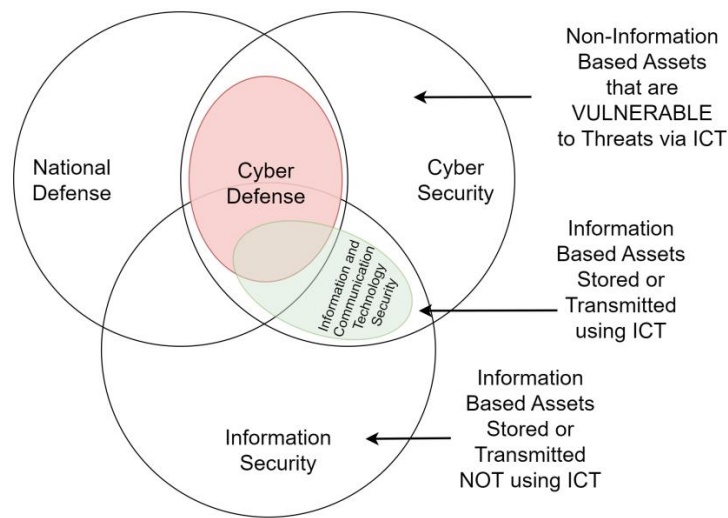 National
Defense
Cyber
Defense
Cyber
Security
Information and
Communication
Technology
Security
Information
Security
Non-Information
Based Assets
that are
VULNERABLE
to Threats via ICT
Information
Based Assets
Stored or
Transmitted
using ICT
Information
Based Assets
Stored or
Transmitted
NOT using ICT